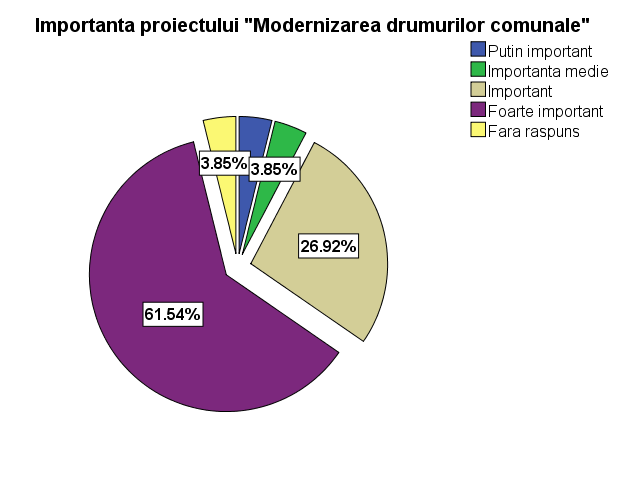 Importanta proiectului "Modernizarea drumurilor comunale"
Putin important
Importanta medie
Important
Foarte important
Fara raspuns
3.85%
3.85%
26.92%
61.54%